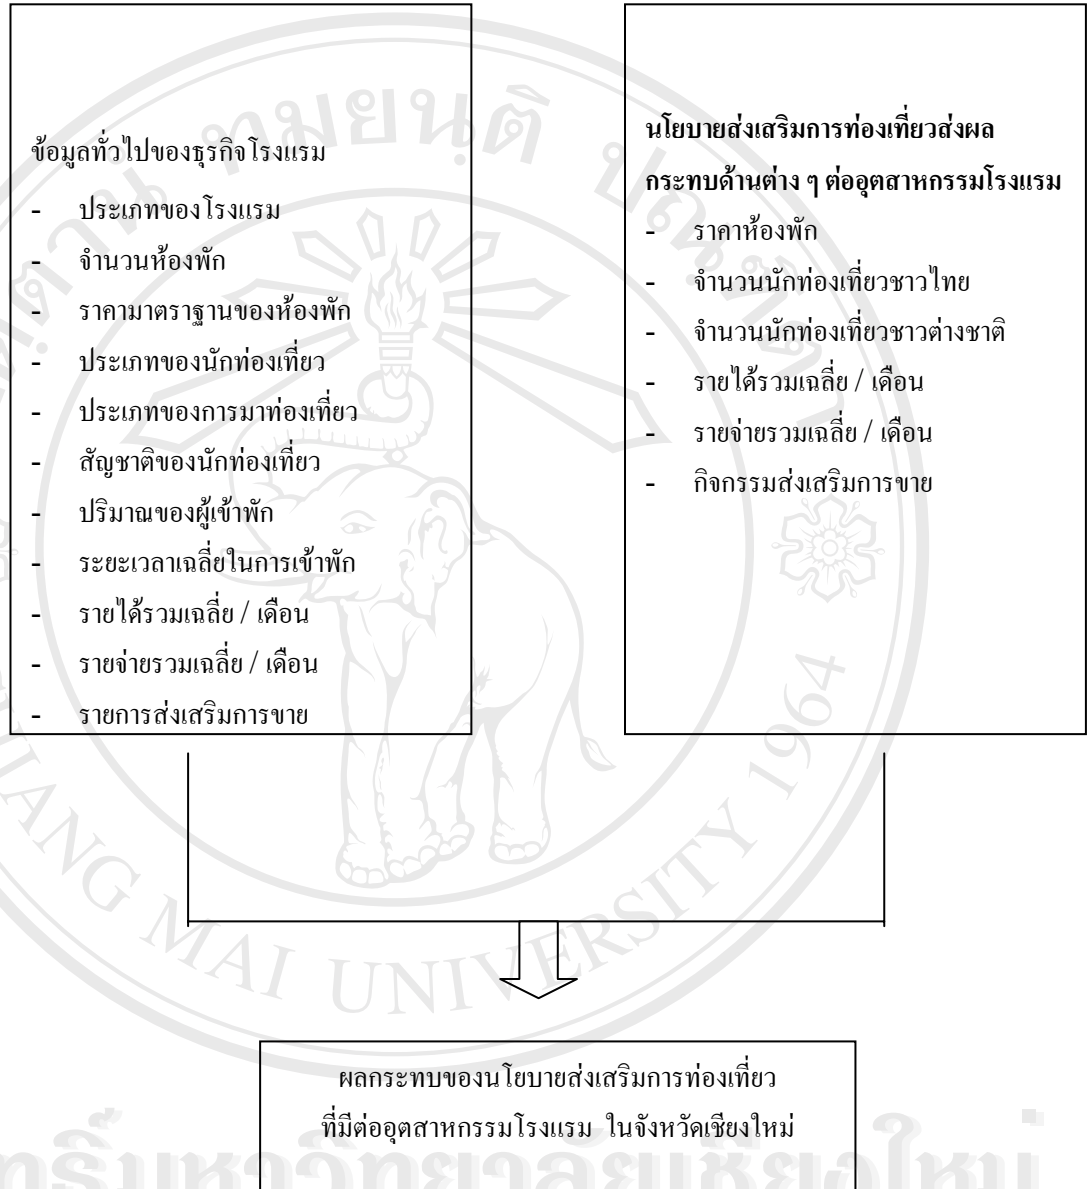 ข้อมูลทั่วไปของธุรกิจโรงแรม
- ประเภทของโรงแรม
- จำนวนห้องพัก
- ราคามาตราฐานของห้องพัก
- ประเภทของนักท่องเที่ยว
- ประเภทของการมาท่องเที่ยว
- สัญชาติของนักท่องเที่ยว
- ปริมาณของผู้เข้าพัก
- ระยะเวลาเฉลี่ยในการเข้าพัก
- รายได้รวมเฉลี่ย / เดือน
- รายจ่ายรวมเฉลี่ย / เดือน
- รายการส่งเสริมการขาย
นโยบายส่งเสริมการท่องเที่ยวส่งผล
กระทบด้านต่าง ๆ ต่ออุตสาหกรรมโรงแรม
- ราคาห้องพัก
- จำนวนนักท่องเที่ยวชาวไทย
- จำนวนนักท่องเที่ยวชาวต่างชาติ
- รายได้รวมเฉลี่ย / เดือน
- รายจ่ายรวมเฉลี่ย / เดือน
- กิจกรรมส่งเสริมการขาย
ผลกระทบของนโยบายส่งเสริมการท่องเที่ยว
ที่มีต่ออุตสาหกรรมโรงแรม ในจังหวัดเชียงใหม่
MAI UNIVERSITY 1964
มหาวิทยาลัยเชียงใหม่